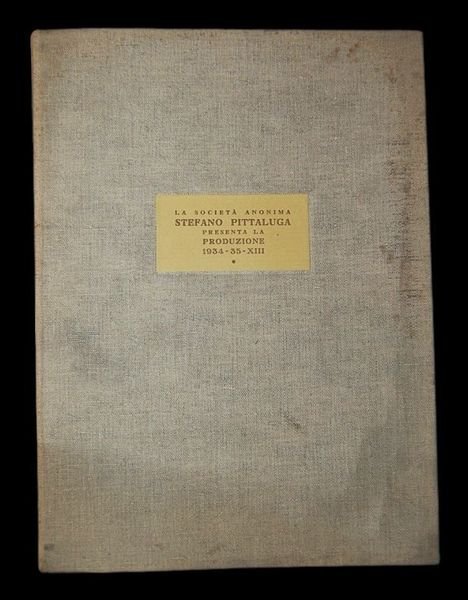 LA SOCIETÀ ANONIMA
STEFANO PITTALUGA
PRESENTA LA
PRODUZIONE
1934-35-XIII